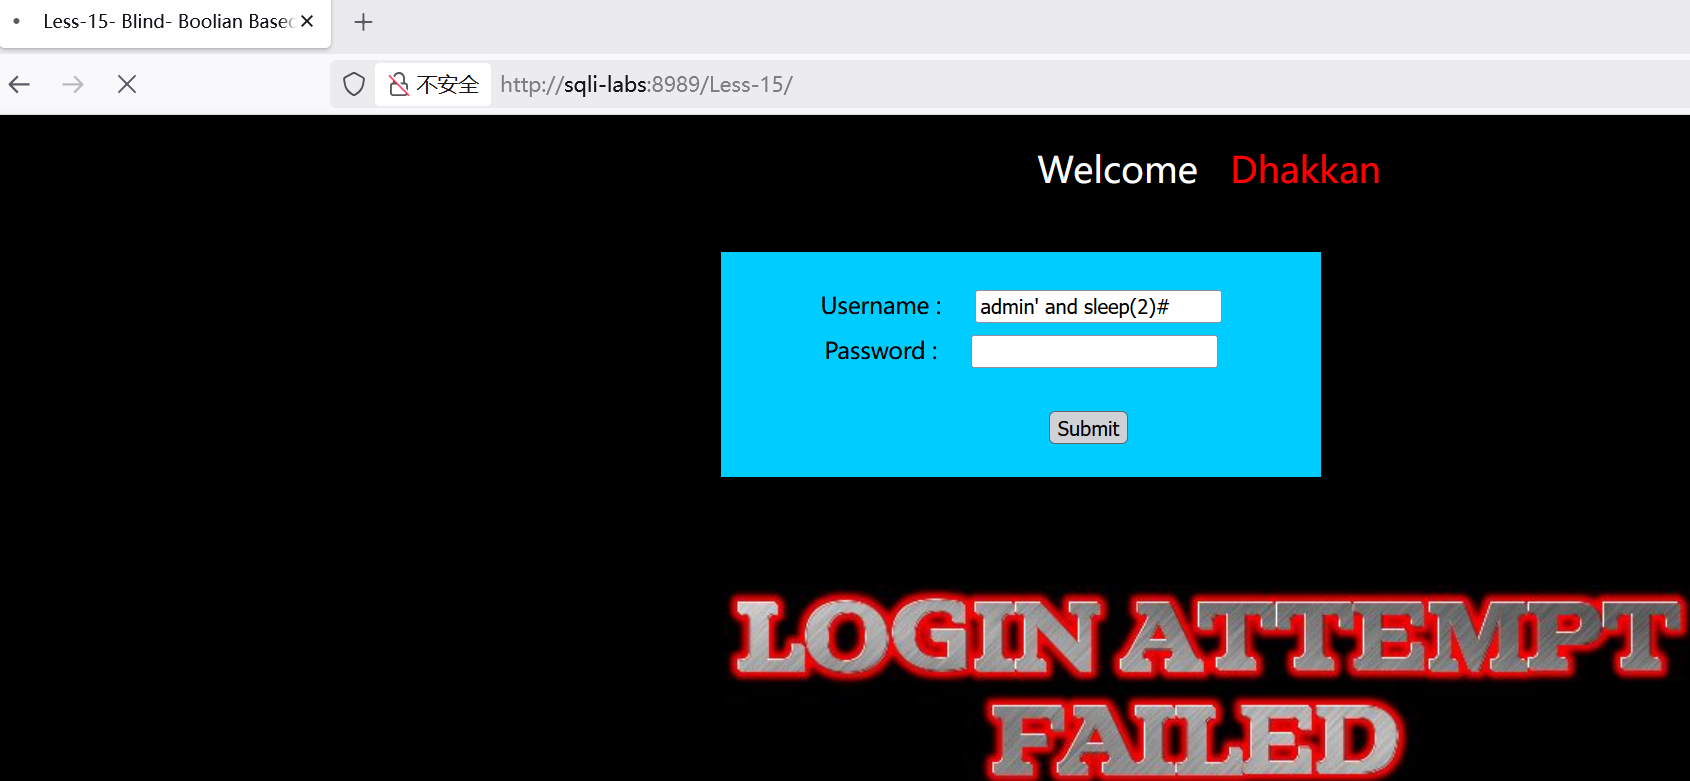 Less-15- Blind- Boolian Based
不安全 http://sqli-labs:8989/Less-15/
Welcome Dhakkan
Username : admin' and sleep(2)#
Password :
Submit
LOGIN ATTEMPT
FAILED